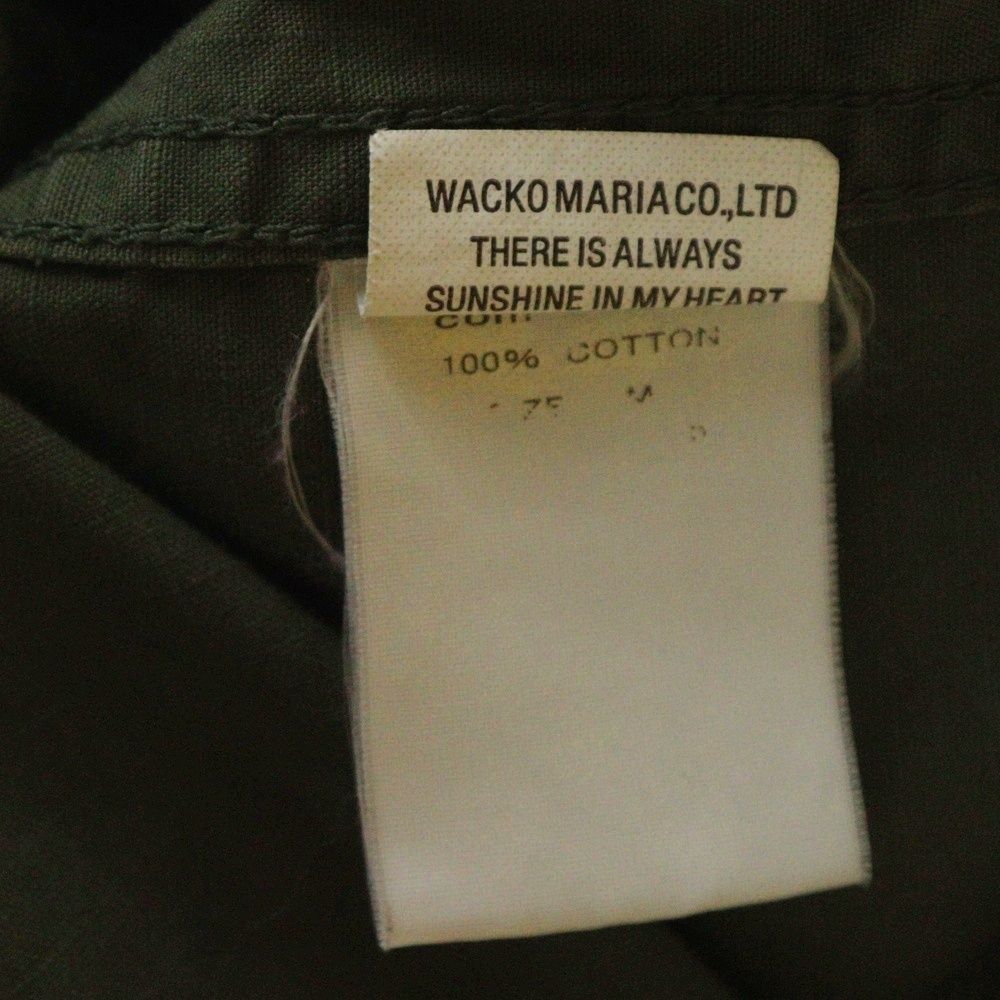 WACKO MARIA CO.,LTD
THERE IS ALWAYS
SUNSHINE IN MY HEART
100% COTTON